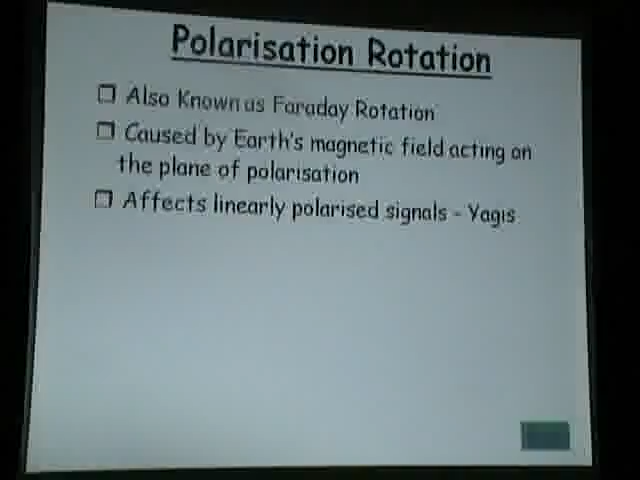 Polarisation Rotation
Also Known as Faraday Rotation
Caused by Earth's magnetic field acting on
the plane of polarisation
Affects linearly polarised signals - Yagis